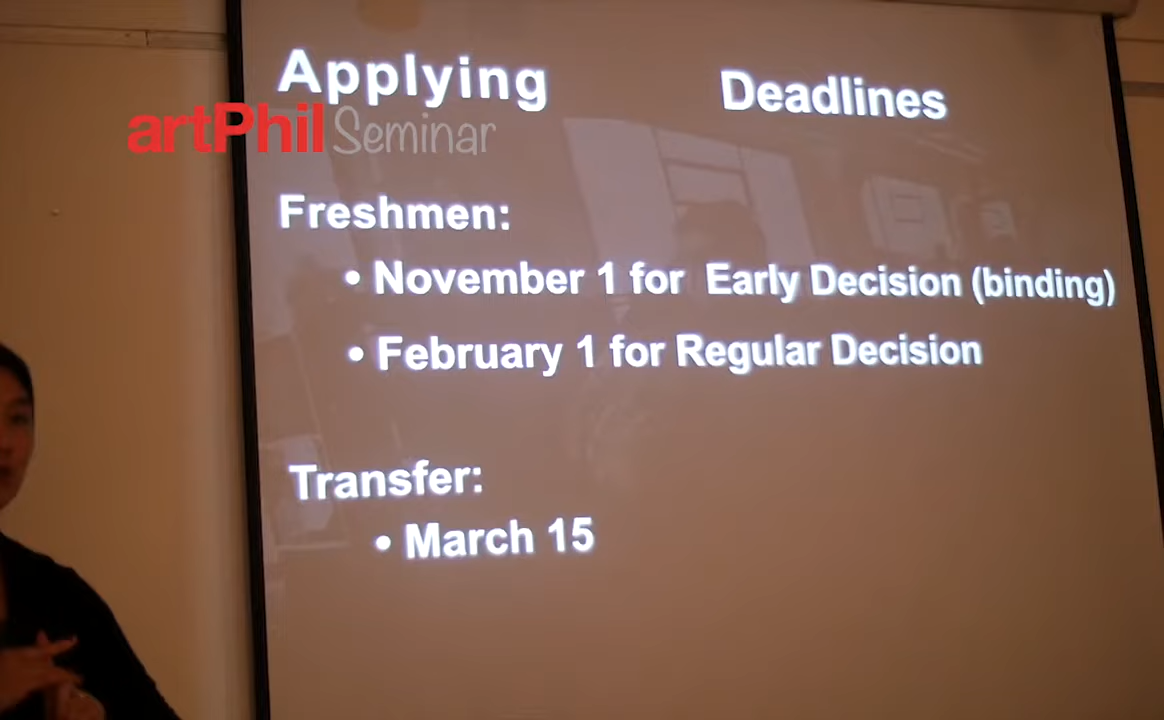 Applying Deadlines
artPhil Seminar
Freshmen:
• November 1 for Early Decision (binding)
• February 1 for Regular Decision
Transfer:
• March 15